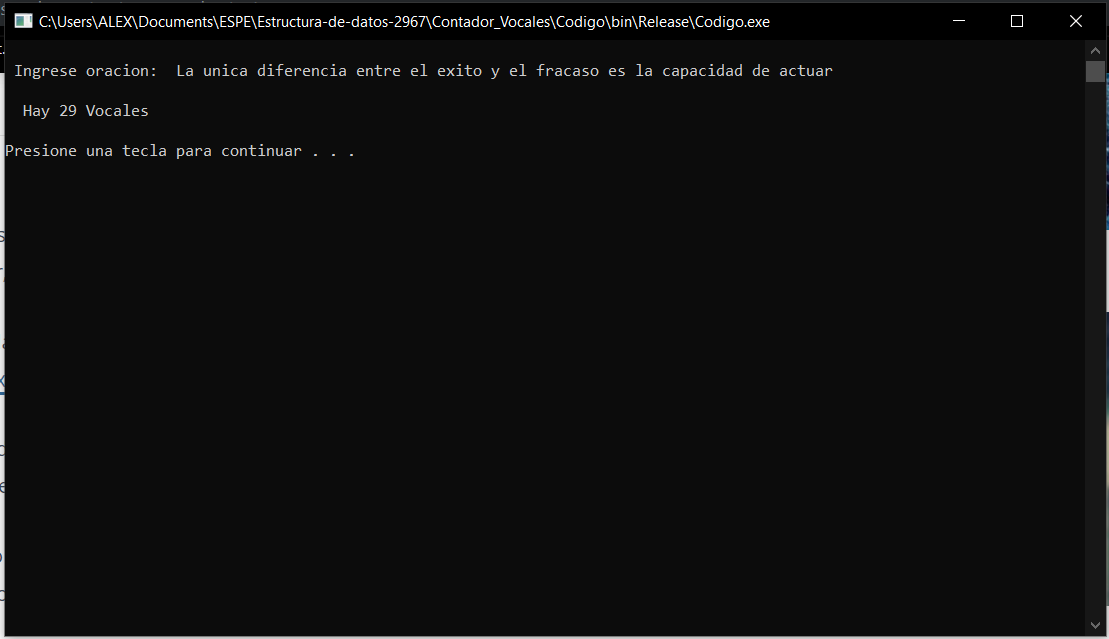 C:\Users\ALEX\Documents\ESPE\Estructura-de-datos-2967\Contador_Vocales\Codigo\bin\Release\Codigo.exe
Ingrese oracion:  La unica diferencia entre el exito y el fracaso es la capacidad de actuar
Hay 29 Vocales
Presione una tecla para continuar . . .